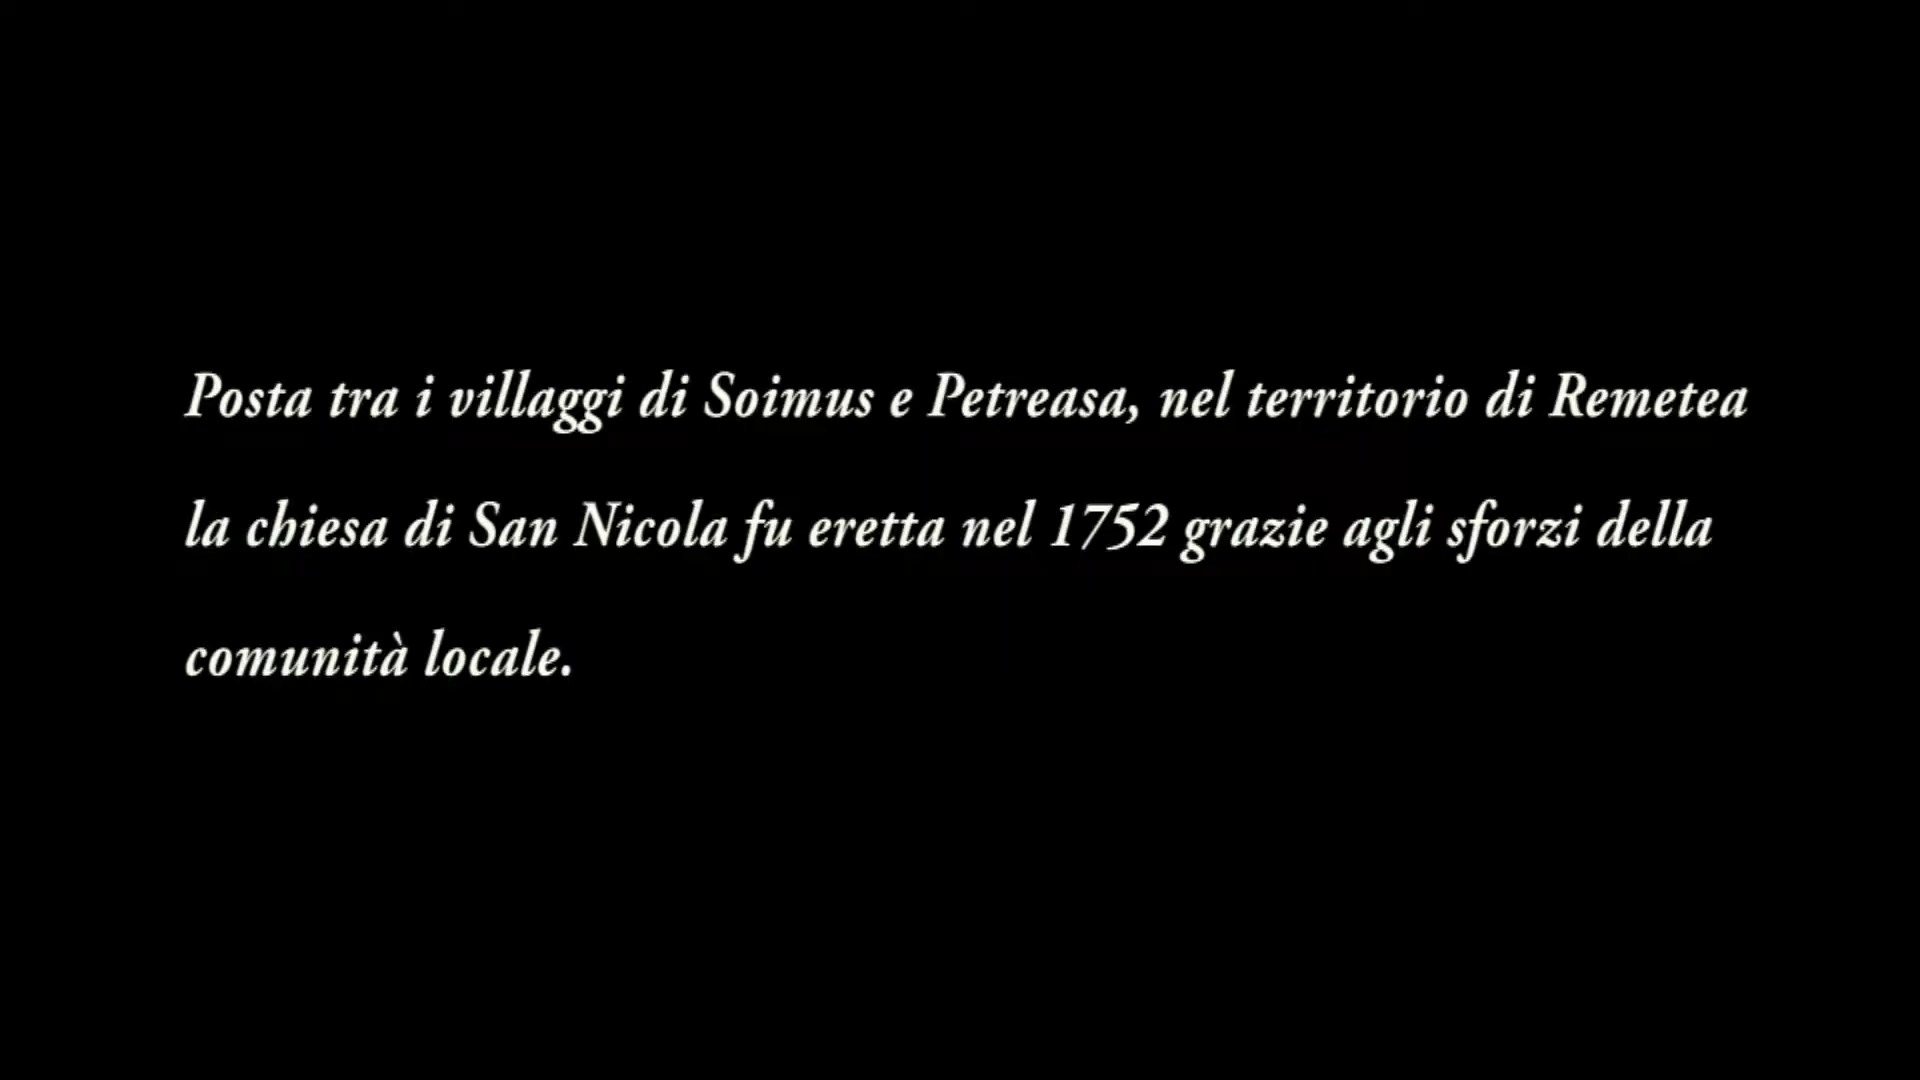 Posta tra i villaggi di Soimus e Petreasa, nel territorio di Remetea
la chiesa di San Nicola fu eretta nel 1752 grazie agli sforzi della
comunità locale.